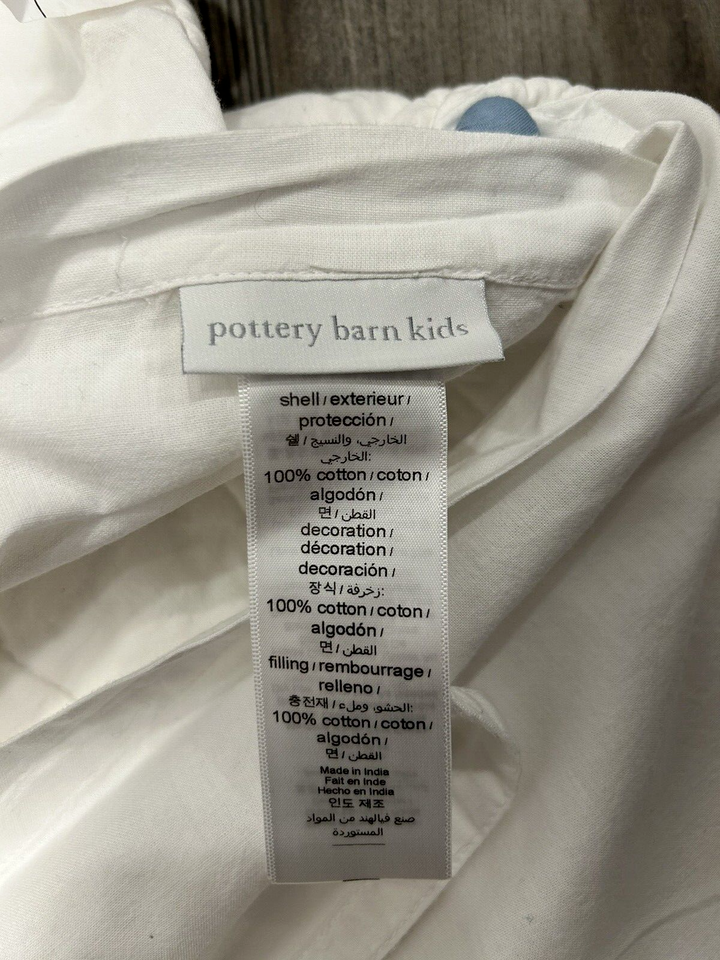 pottery barn kids
shell / exterieur /
protección /
쉘 / الخارجي، والنسيج
الخارجي:
100% cotton / coton /
algodón /
면 / القطن
decoration /
décoration /
decoración /
장식 / زخرفة:
100% cotton / coton /
algodón /
면 / القطن
filling / rembourrage /
relleno /
충전재 / الحشو، وملء:
100% cotton / coton /
algodón /
면 / القطن
Made in India
Fait en Inde
Hecho en India
인도 제조
صنع فيالهند من المواد
المستوردة